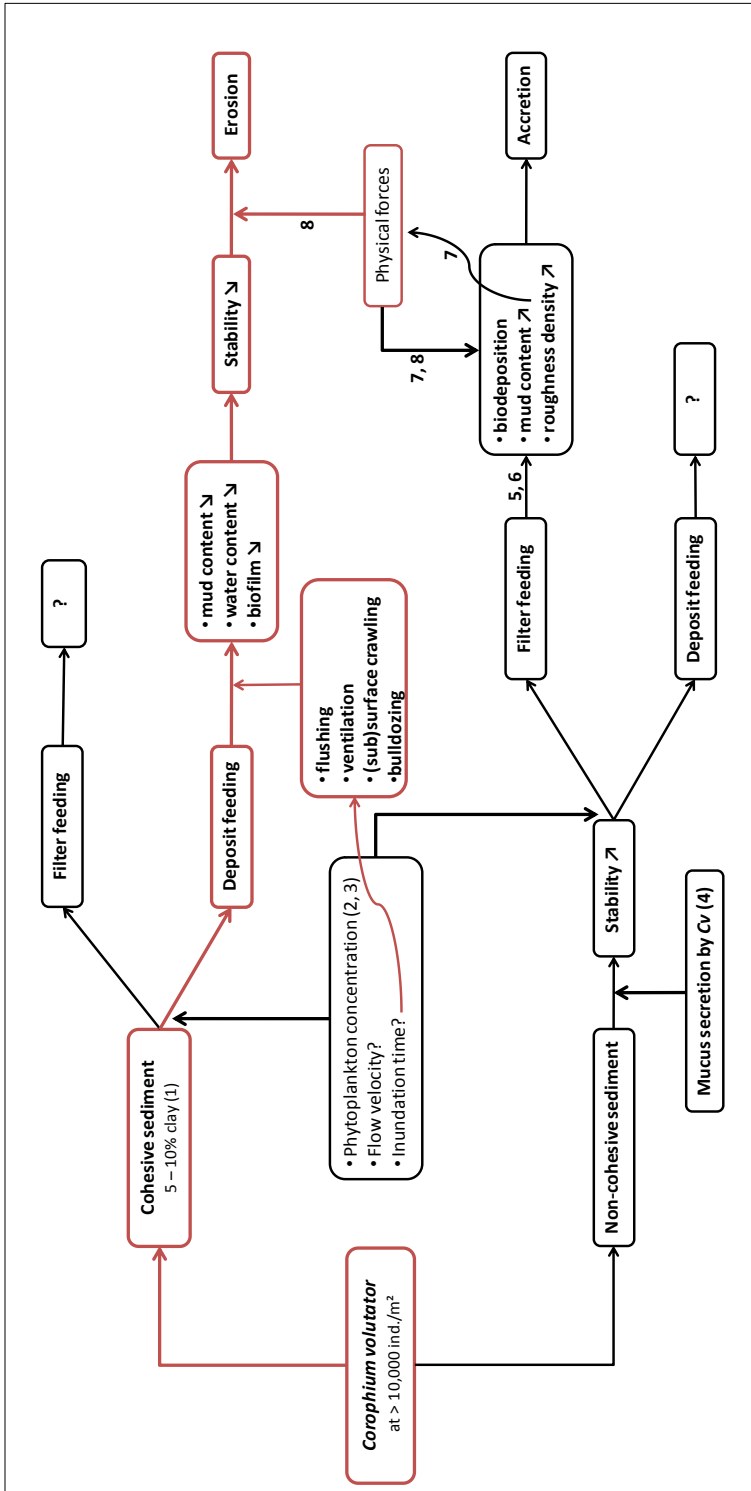 Corophium volutator
at > 10,000 ind./m²
Cohesive sediment
5 – 10% clay (1)
Non-cohesive sediment
Mucus secretion by Cv (4)
• Phytoplankton concentration (2, 3)
• Flow velocity?
• Inundation time?
Filter feeding
?
Deposit feeding
• flushing
• ventilation
• (sub)surface crawling
• bulldozing
• mud content ↘
• water content ↘
• biofilm ↘
Stability ↘
Erosion
8
Physical forces
7, 8
7
Stability ↗
Filter feeding
5, 6
• biodeposition
• mud content ↗
• roughness density ↗
Accretion
Deposit feeding
?